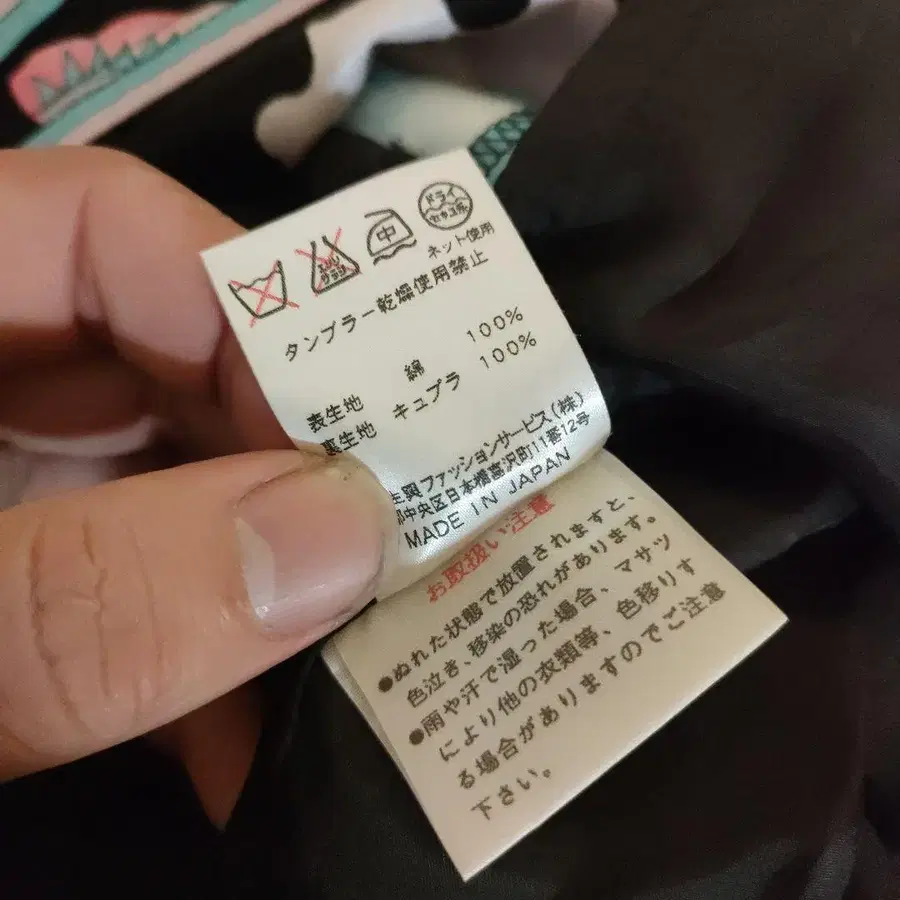 ドライ
セキユ系
エンソ
サラシ
中
ネット使用
タンブラー乾燥使用禁止
表生地 綿 100%
裏生地 キュプラ 100%
興ファッションサービス(株)
中央区日本橋富沢町11番12号
MADE IN JAPAN
お取扱い注意
●ぬれた状態で放置されますと、
色泣き、移染の恐れがあります。
●雨や汗で湿った場合、マサツ
により他の衣類等、色移りす
る場合がありますのでご注意
下さい。